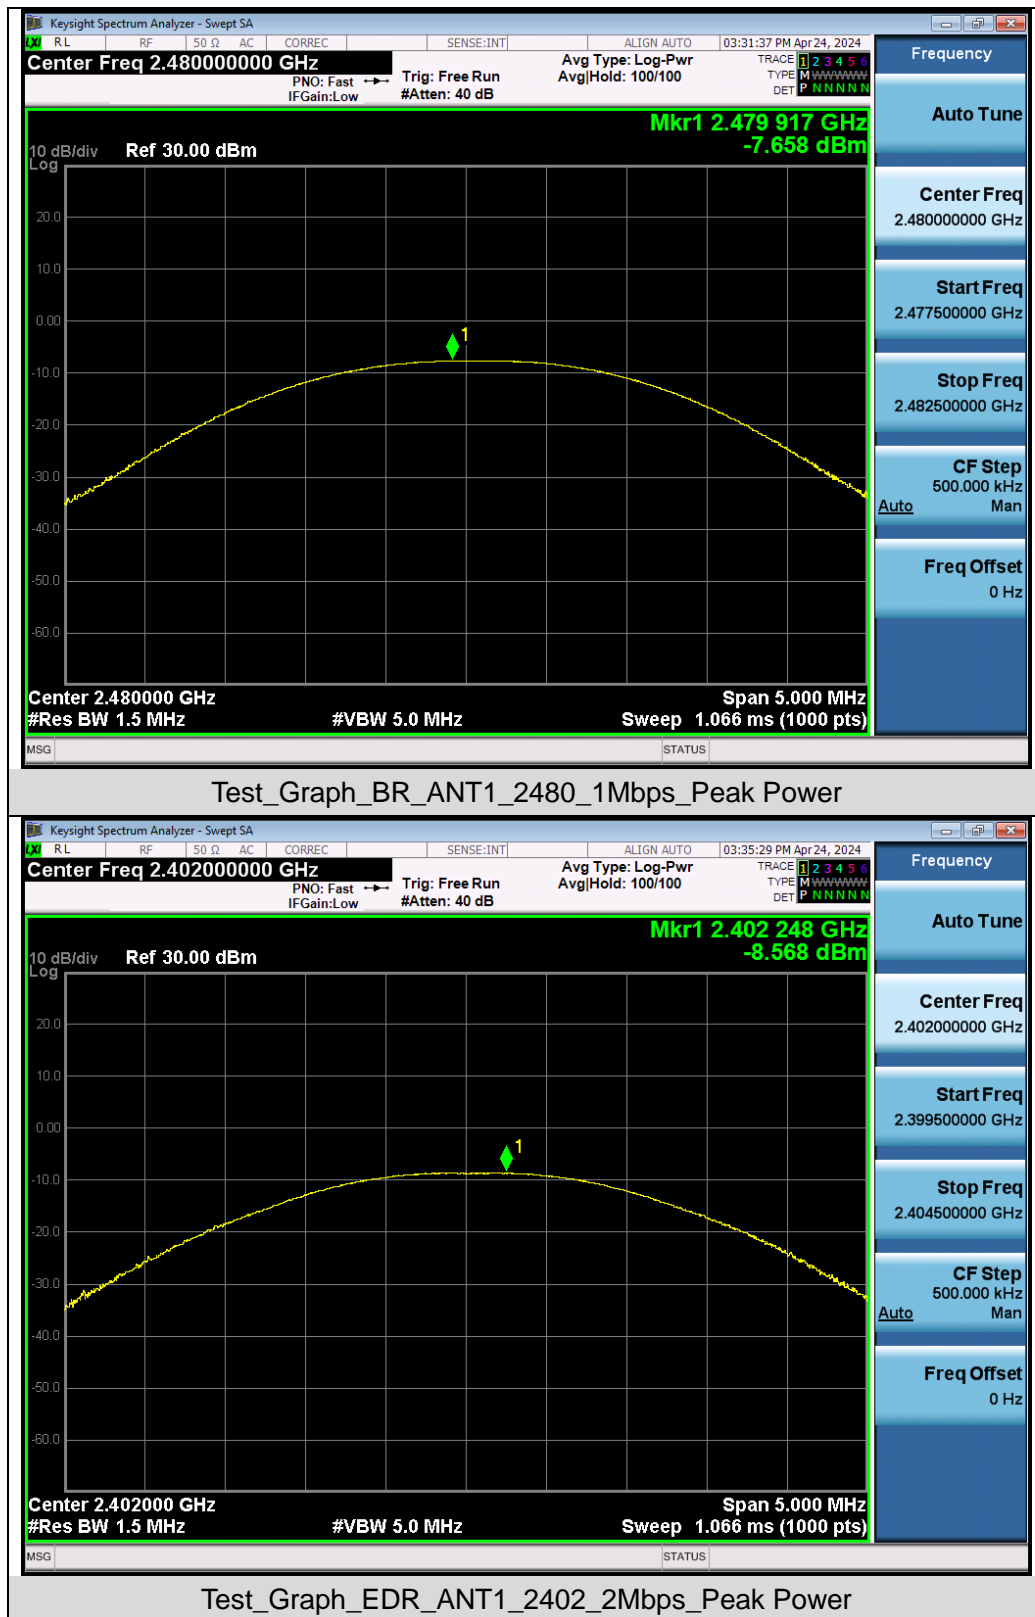 Keysight Spectrum Analyzer - Swept SA
LXI RL RF 50 Ω AC CORREC SENSE:INT ALIGN AUTO 03:31:37 PM Apr 24, 2024
Center Freq 2.480000000 GHz
PNO: Fast
IFGain:Low
Trig: Free Run
#Atten: 40 dB
Avg Type: Log-Pwr
Avg|Hold: 100/100
TRACE 1 2 3 4 5 6
TYPE M WWWWW
DET P N N N N N
Mkr1 2.479 917 GHz
-7.658 dBm
10 dB/div Ref 30.00 dBm
Log
20.0
10.0
0.00
-10.0
-20.0
-30.0
-40.0
-50.0
-60.0
1
Center 2.480000 GHz Span 5.000 MHz
#Res BW 1.5 MHz #VBW 5.0 MHz Sweep 1.066 ms (1000 pts)
MSG STATUS
Frequency
Auto Tune
Center Freq
2.480000000 GHz
Start Freq
2.477500000 GHz
Stop Freq
2.482500000 GHz
CF Step
500.000 kHz
Auto Man
Freq Offset
0 Hz
Test_Graph_BR_ANT1_2480_1Mbps_Peak Power
Keysight Spectrum Analyzer - Swept SA
LXI RL RF 50 Ω AC CORREC SENSE:INT ALIGN AUTO 03:35:29 PM Apr 24, 2024
Center Freq 2.402000000 GHz
PNO: Fast
IFGain:Low
Trig: Free Run
#Atten: 40 dB
Avg Type: Log-Pwr
Avg|Hold: 100/100
TRACE 1 2 3 4 5 6
TYPE M WWWWW
DET P N N N N N
Mkr1 2.402 248 GHz
-8.568 dBm
10 dB/div Ref 30.00 dBm
Log
20.0
10.0
0.00
-10.0
-20.0
-30.0
-40.0
-50.0
-60.0
1
Center 2.402000 GHz Span 5.000 MHz
#Res BW 1.5 MHz #VBW 5.0 MHz Sweep 1.066 ms (1000 pts)
MSG STATUS
Frequency
Auto Tune
Center Freq
2.402000000 GHz
Start Freq
2.399500000 GHz
Stop Freq
2.404500000 GHz
CF Step
500.000 kHz
Auto Man
Freq Offset
0 Hz
Test_Graph_EDR_ANT1_2402_2Mbps_Peak Power